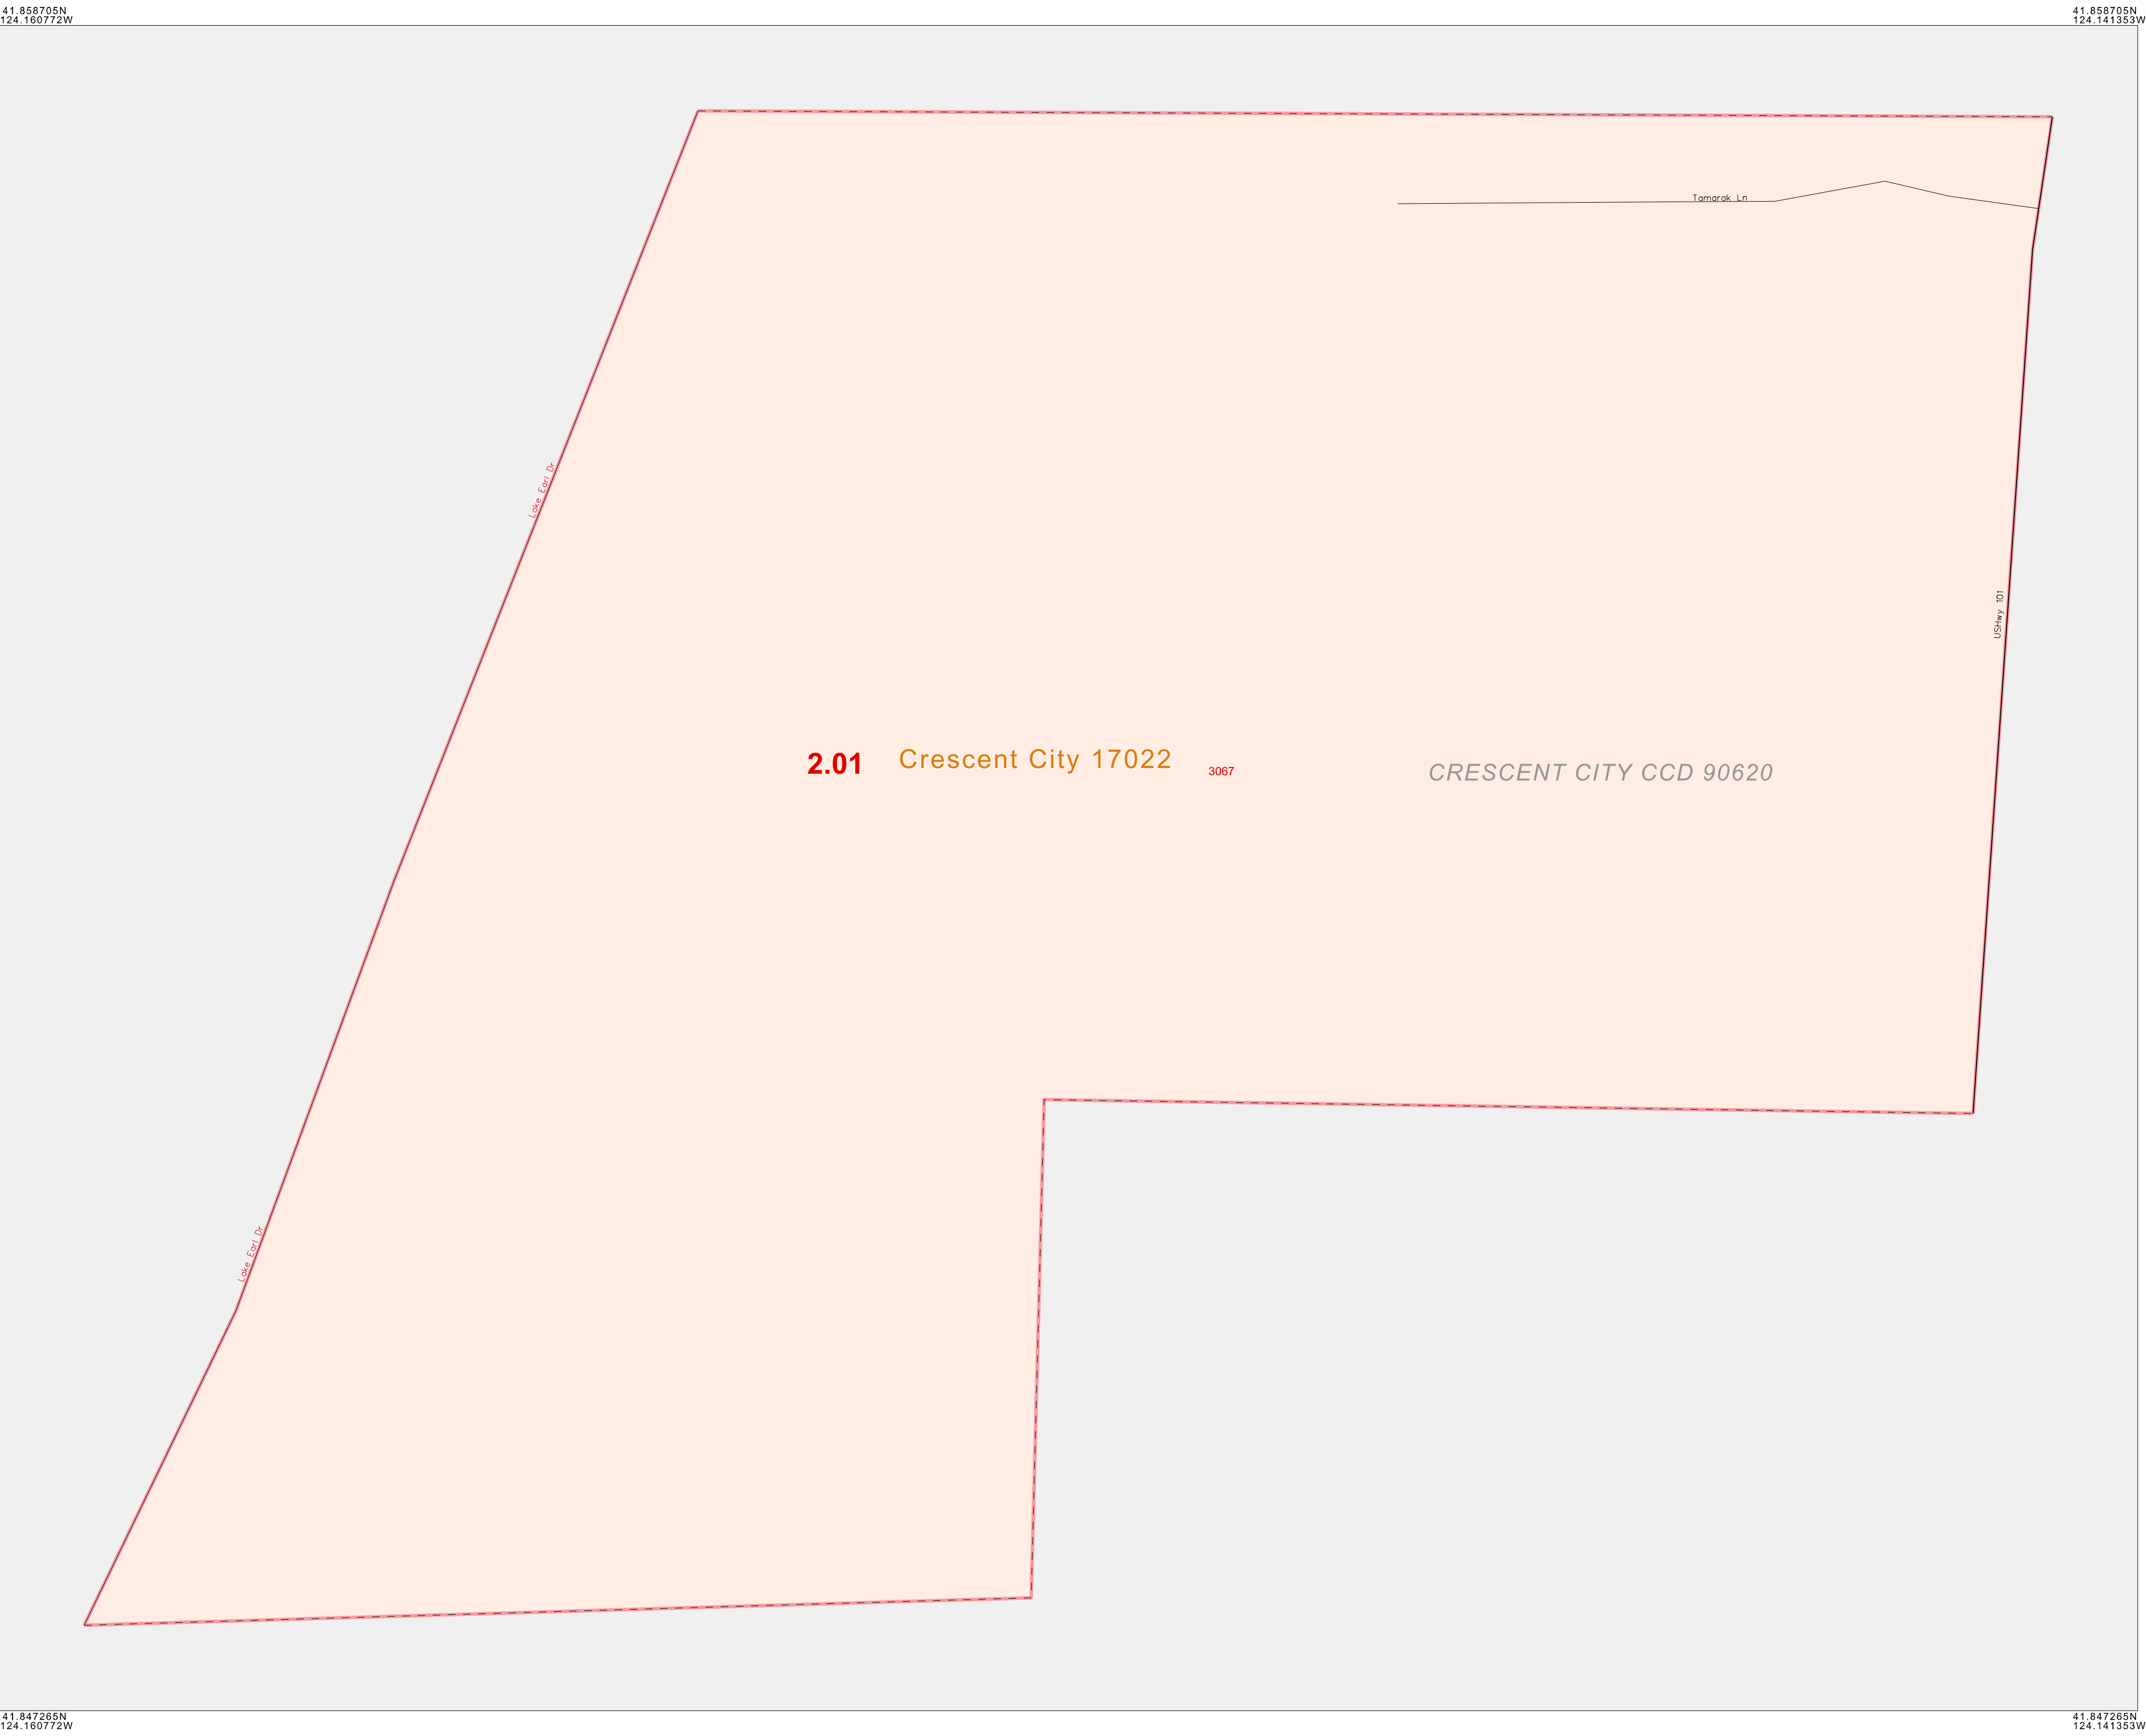 41.858705N
124.160772W
41.858705N
124.141353W
Tamarak Ln
Lake Earl Dr
USHwy 101
2.01
Crescent City 17022
3067
CRESCENT CITY CCD 90620
Lake Earl Dr
41.847265N
124.160772W
41.847265N
124.141353W